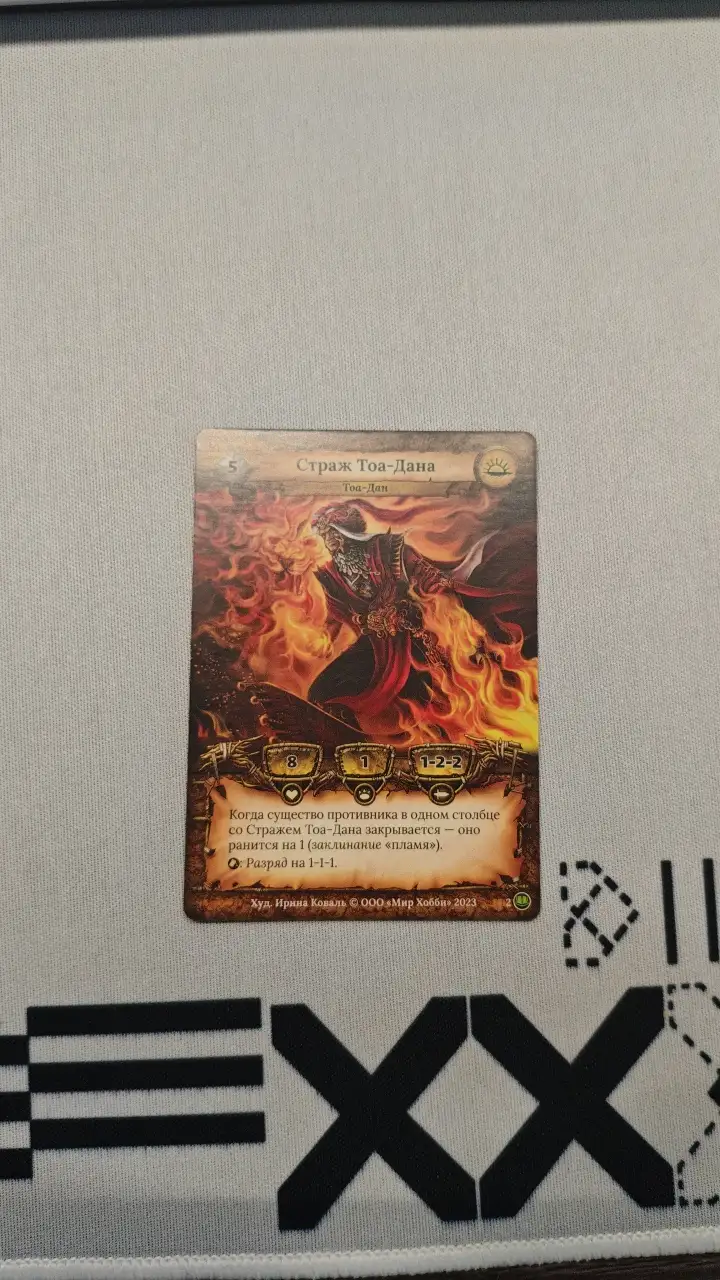 5
Страж Тоа-Дана
Тоа-Дан
8
1
1-2-2
Когда существо противника в одном столбце
со Стражем Тоа-Дана закрывается — оно
ранится на 1 (заклинание «пламя»).
: Разряд на 1-1-1.
Худ. Ирина Коваль © ООО «Мир Хобби» 2023
2
XX